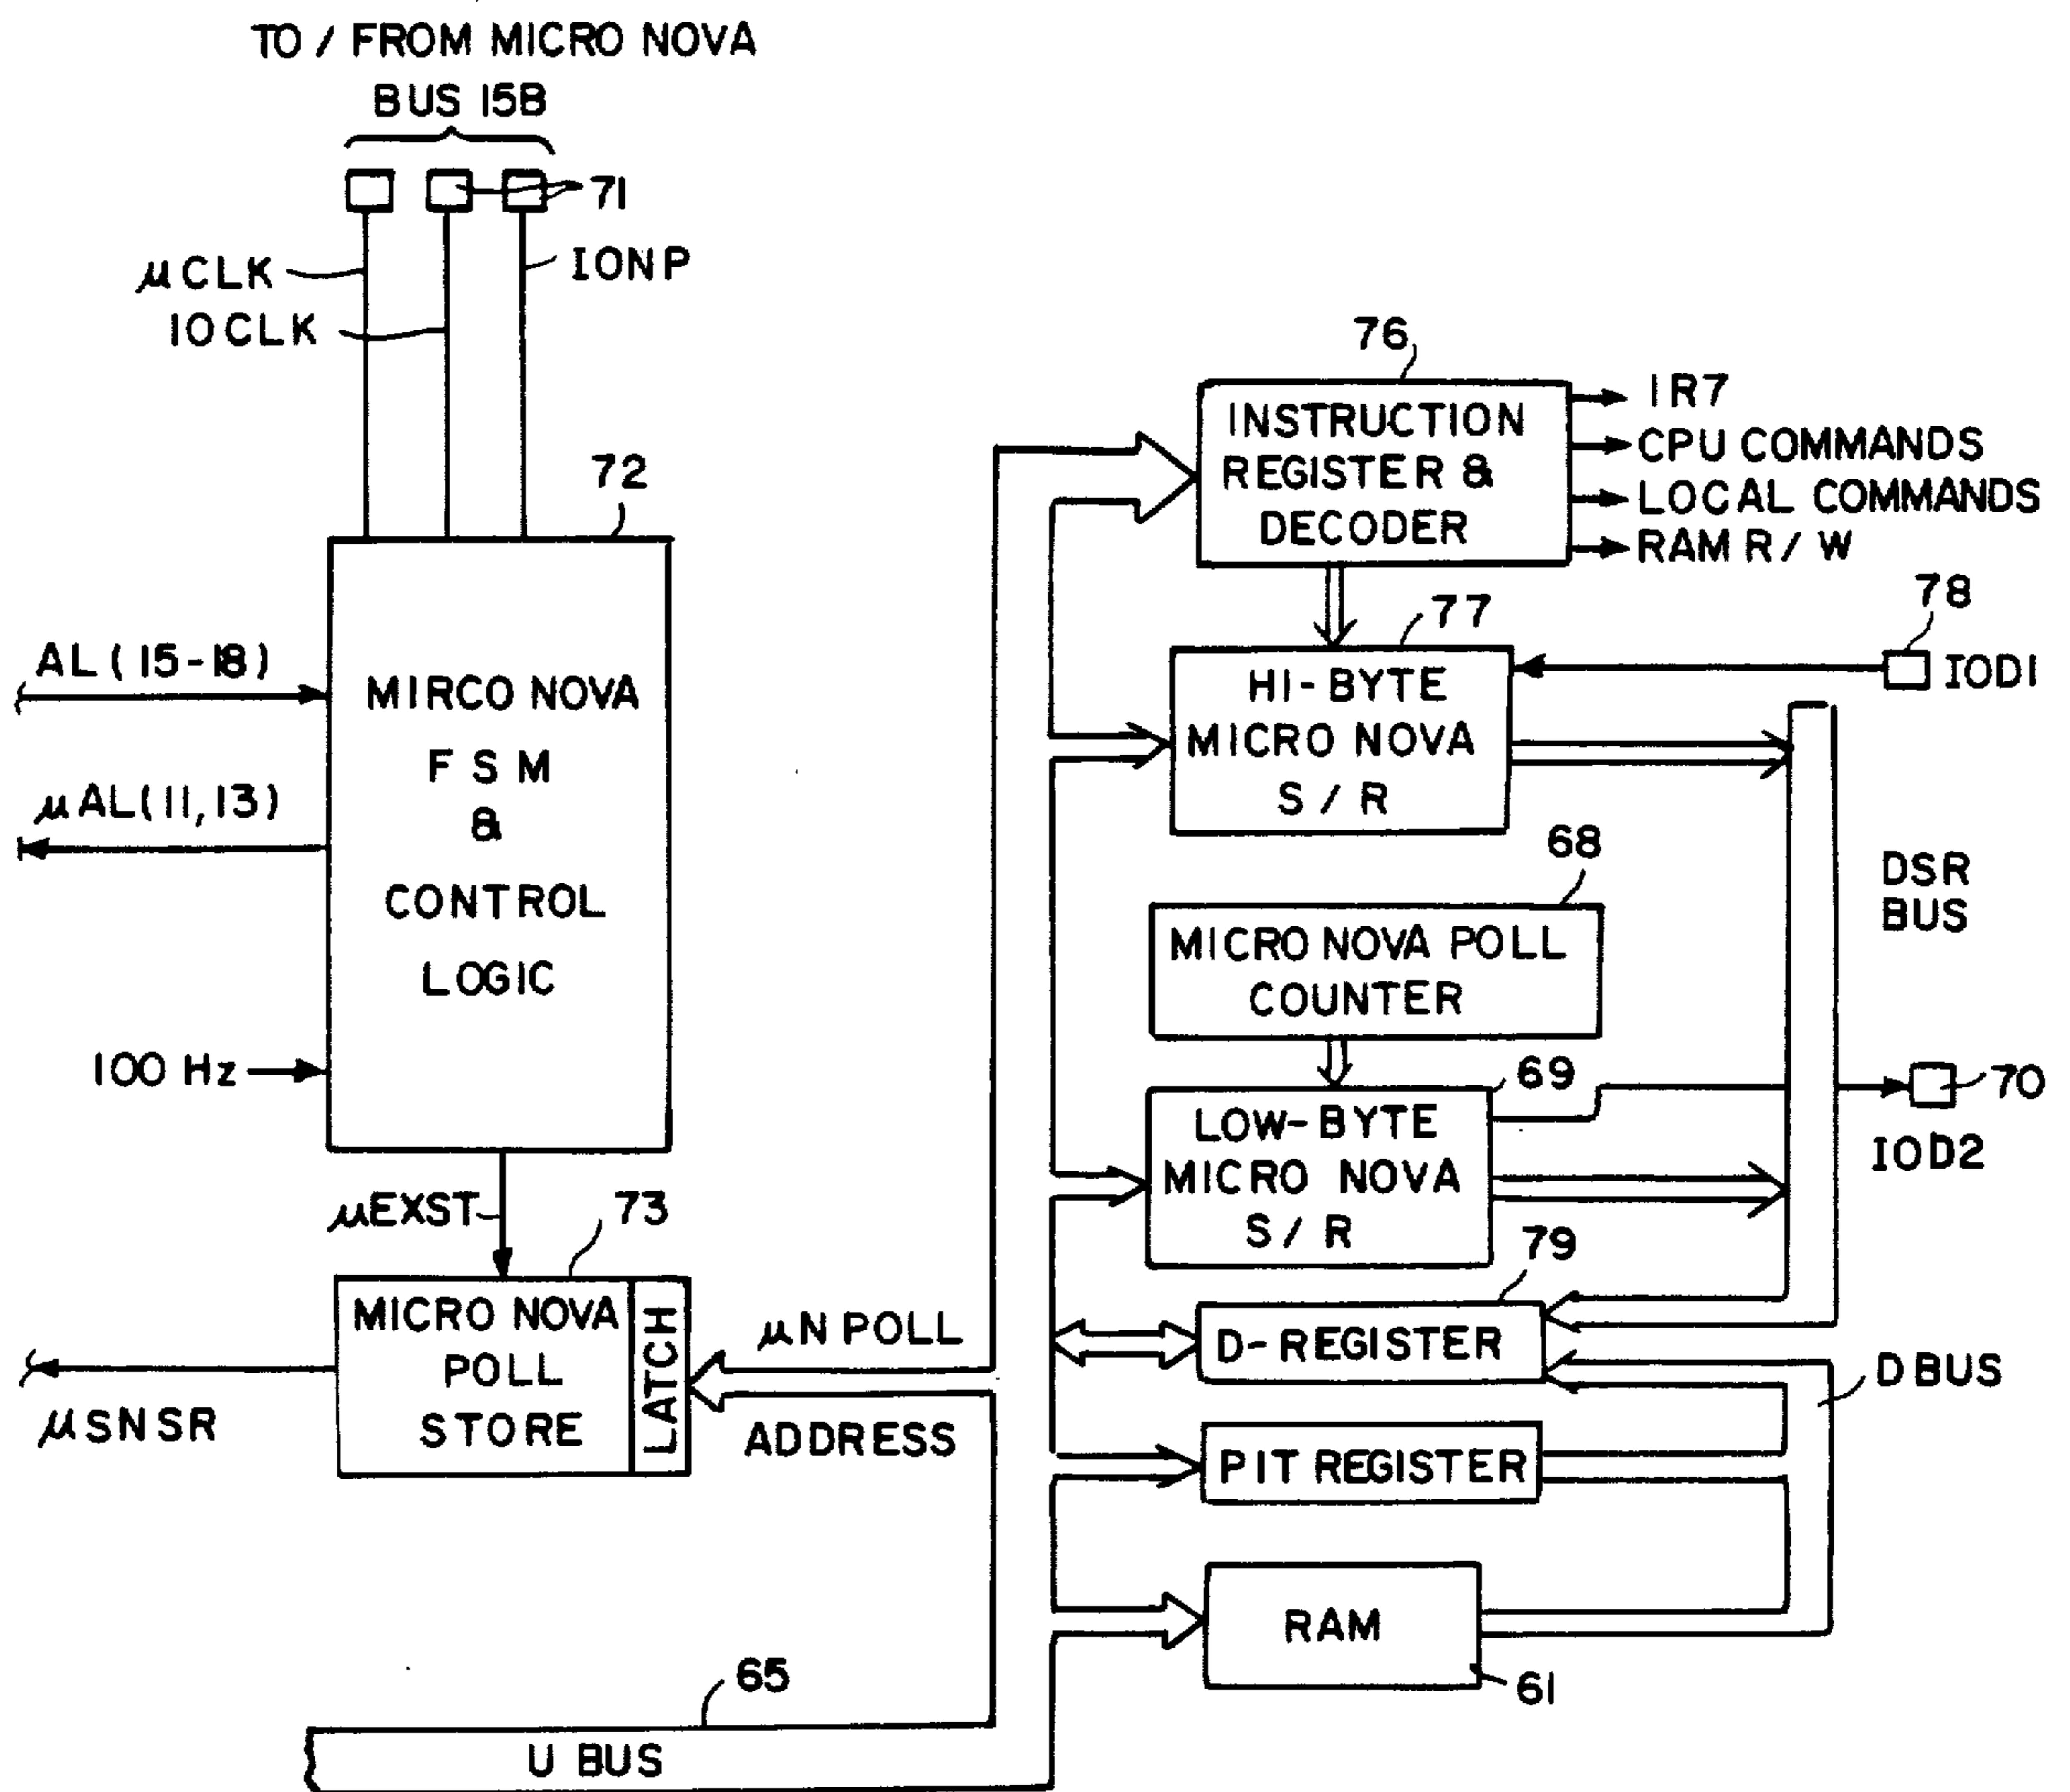 TO / FROM MICRO NOVA
BUS 15B
71
μCLK
IONP
IOCLK
72
AL(15-18)
μAL(11,13)
100 Hz
MIRCO NOVA
FSM
&
CONTROL
LOGIC
μEXST
73
MICRO NOVA
POLL
STORE
LATCH
μSNSR
μN POLL
ADDRESS
65
U BUS
76
INSTRUCTION
REGISTER &
DECODER
IR7
CPU COMMANDS
LOCAL COMMANDS
RAM R/W
77
78
HI-BYTE
MICRO NOVA
S/R
IOD1
68
MICRO NOVA POLL
COUNTER
DSR
BUS
69
LOW-BYTE
MICRO NOVA
S/R
70
IOD2
79
D-REGISTER
D BUS
PIT REGISTER
RAM
61